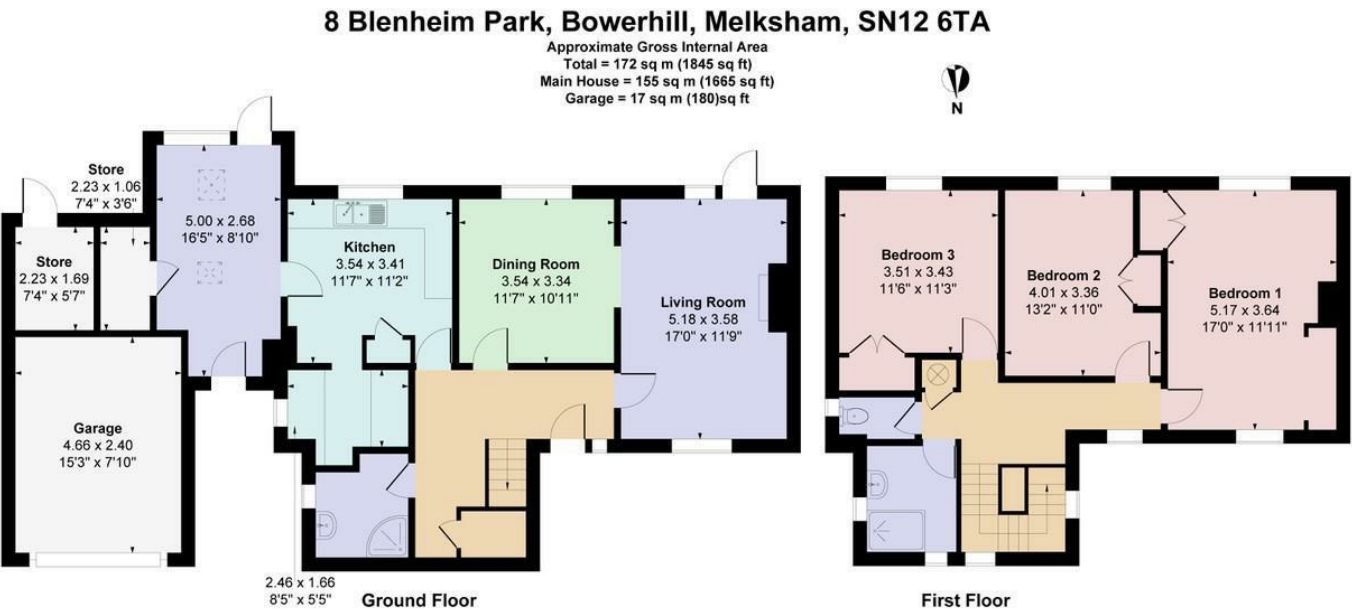 8 Blenheim Park, Bowerhill, Melksham, SN12 6TA
Approximate Gross Internal Area
Total = 172 sq m (1845 sq ft)
Main House = 155 sq m (1665 sq ft)
Garage = 17 sq m (180)sq ft
N
Store
2.23 x 1.06
7'4" x 3'6"
5.00 x 2.68
16'5" x 8'10"
Store
2.23 x 1.69
7'4" x 5'7"
Kitchen
3.54 x 3.41
11'7" x 11'2"
Dining Room
3.54 x 3.34
11'7" x 10'11"
Living Room
5.18 x 3.58
17'0" x 11'9"
Garage
4.66 x 2.40
15'3" x 7'10"
2.46 x 1.66
8'5" x 5'5"
Ground Floor
Bedroom 3
3.51 x 3.43
11'6" x 11'3"
Bedroom 2
4.01 x 3.36
13'2" x 11'0"
Bedroom 1
5.17 x 3.64
17'0" x 11'11"
First Floor